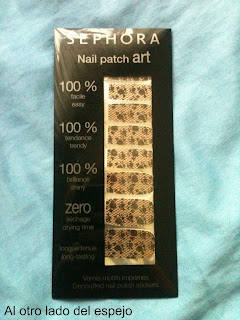 SEPHORA
Nail patch art
100 %
facile
easy
100 %
tendance
trendy
100 %
brillance
shiny
zero
séchage
drying time
longue tenue
long-lasting
Vernis motifs imprimés
Decorated nail polish stickers
Al otro lado del espejo